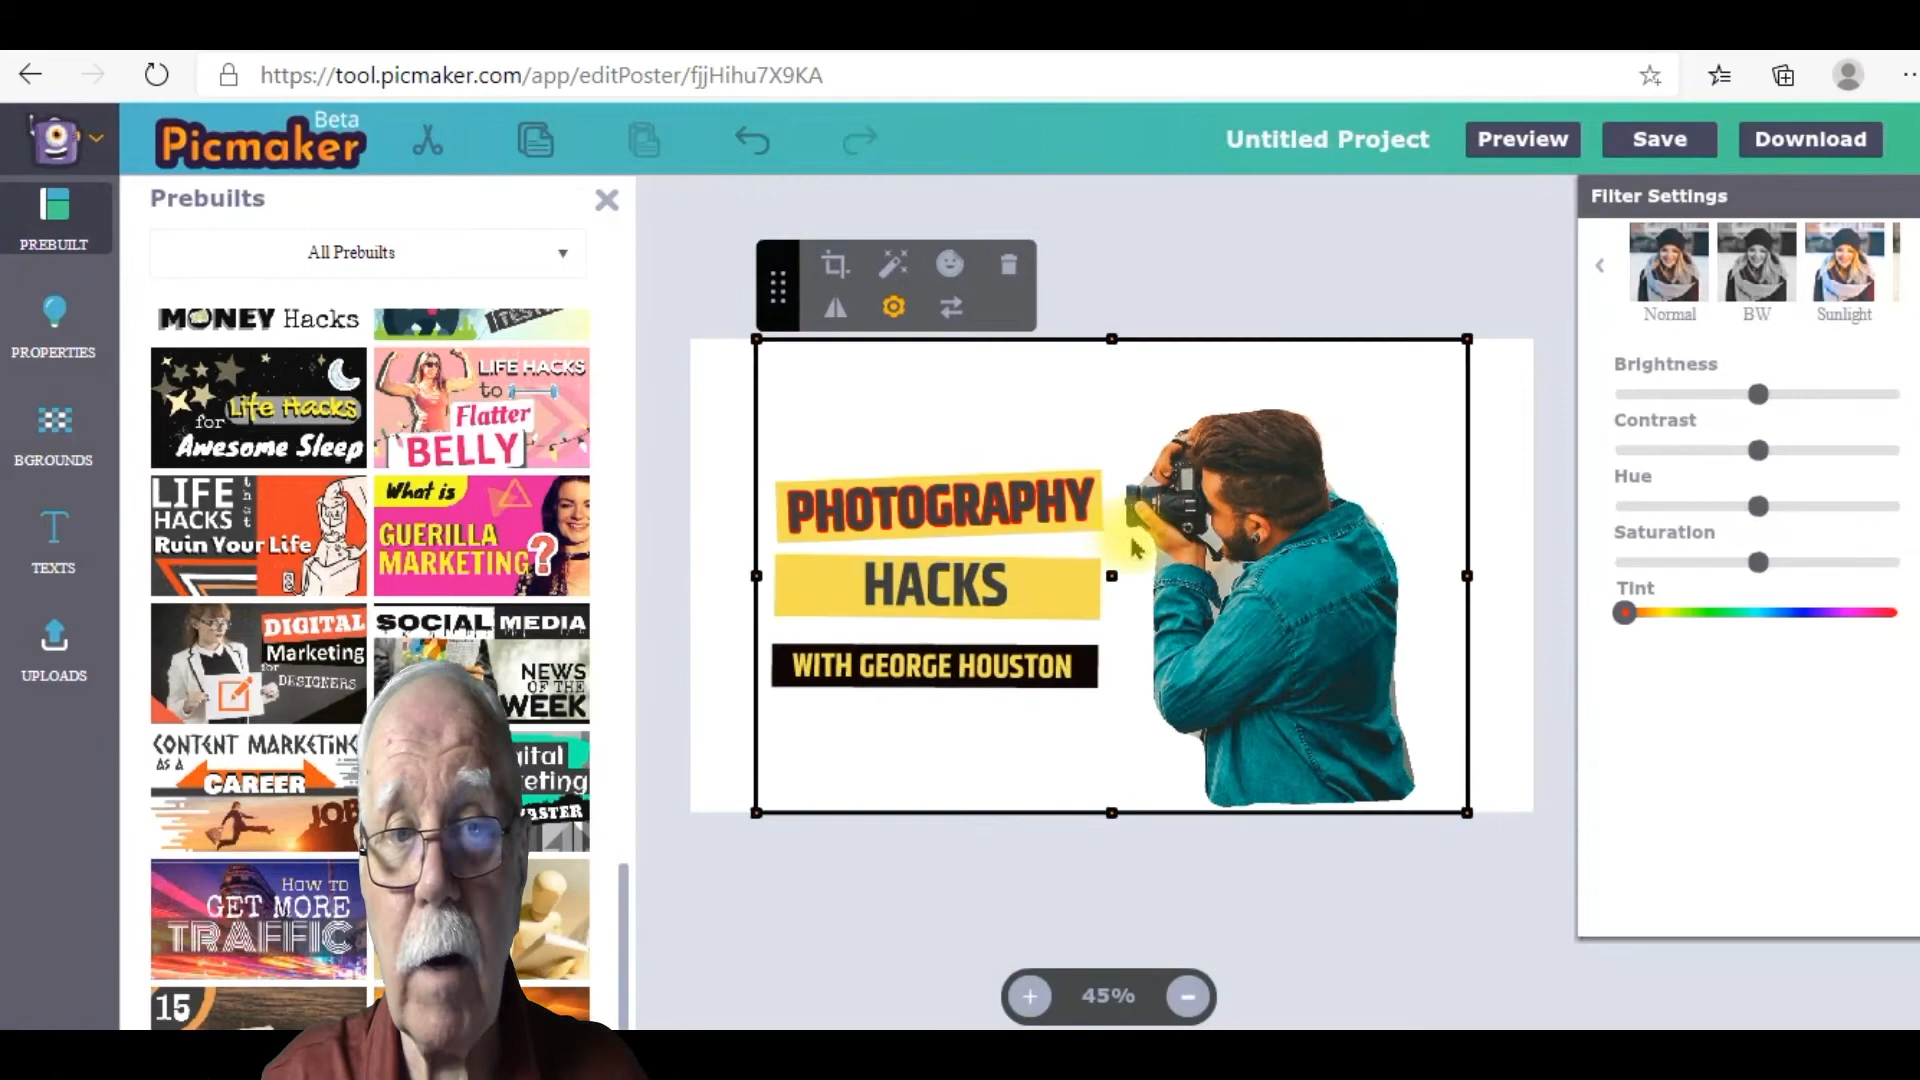 https://tool.picmaker.com/app/editPoster/fjjHihu7X9KA
Beta
Picmaker
Untitled Project
Preview
Save
Download
PREBUILT
PROPERTIES
BGROUNDS
TEXTS
UPLOADS
Prebuilts
All Prebuilts
MONEY Hacks
for Life Hacks
Awesome Sleep
LIFE HACKS
to
Flatter
BELLY
LIFE that
HACKS
Ruin Your Life
What is
GUERILLA
MARKETING?
DIGITAL
Marketing
for
DESIGNERS
SOCIAL MEDIA
NEWS
OF THE
WEEK
CONTENT MARKETING
AS A
CAREER
JOB
HOW TO
GET MORE
TRAFFIC
15
PHOTOGRAPHY
HACKS
WITH GEORGE HOUSTON
45%
Filter Settings
Normal
BW
Sunlight
Brightness
Contrast
Hue
Saturation
Tint